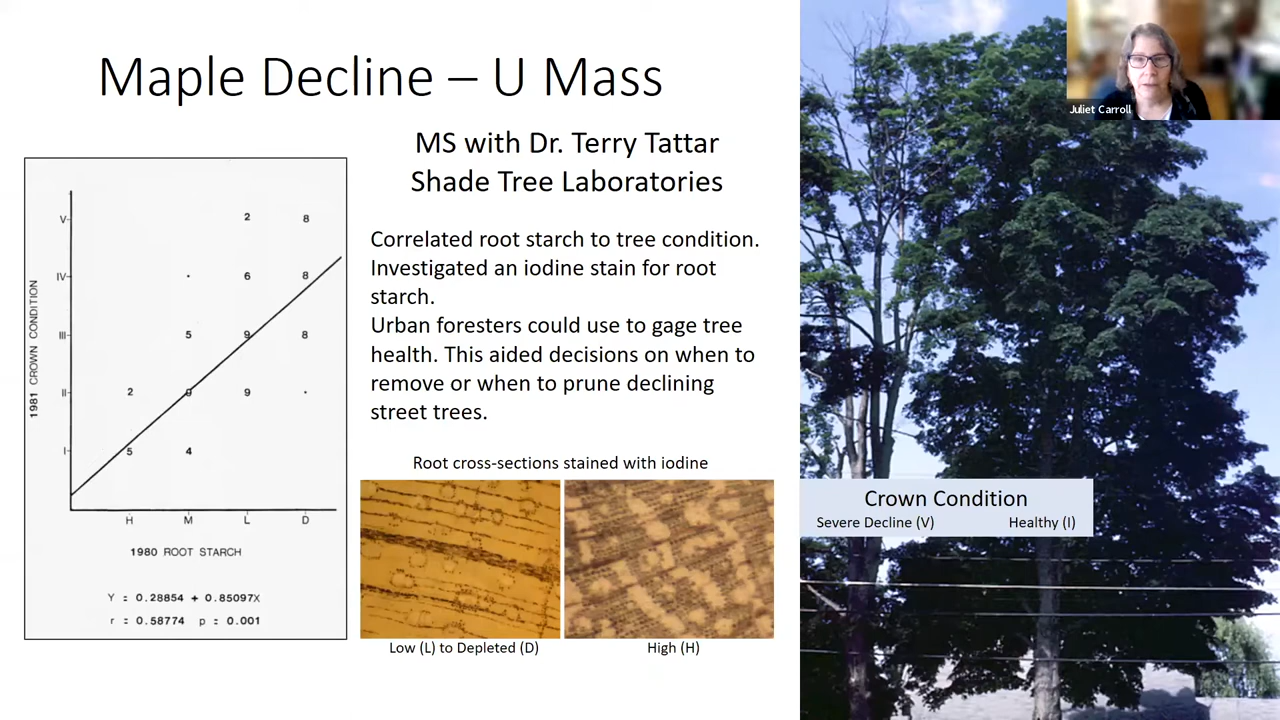 Maple Decline – U Mass
MS with Dr. Terry Tattar
Shade Tree Laboratories
Correlated root starch to tree condition.
Investigated an iodine stain for root
starch.
Urban foresters could use to gage tree
health. This aided decisions on when to
remove or when to prune declining
street trees.
1981 CROWN CONDITION
V 2 8
IV · 6 8
III 5 9 8
II 2 9 9 ·
I 5 4
H M L D
1980 ROOT STARCH
Y = 0.28854 + 0.85097X
r = 0.58774 p = 0.001
Root cross-sections stained with iodine
Low (L) to Depleted (D)
High (H)
Crown Condition
Severe Decline (V) Healthy (I)
Juliet Carroll